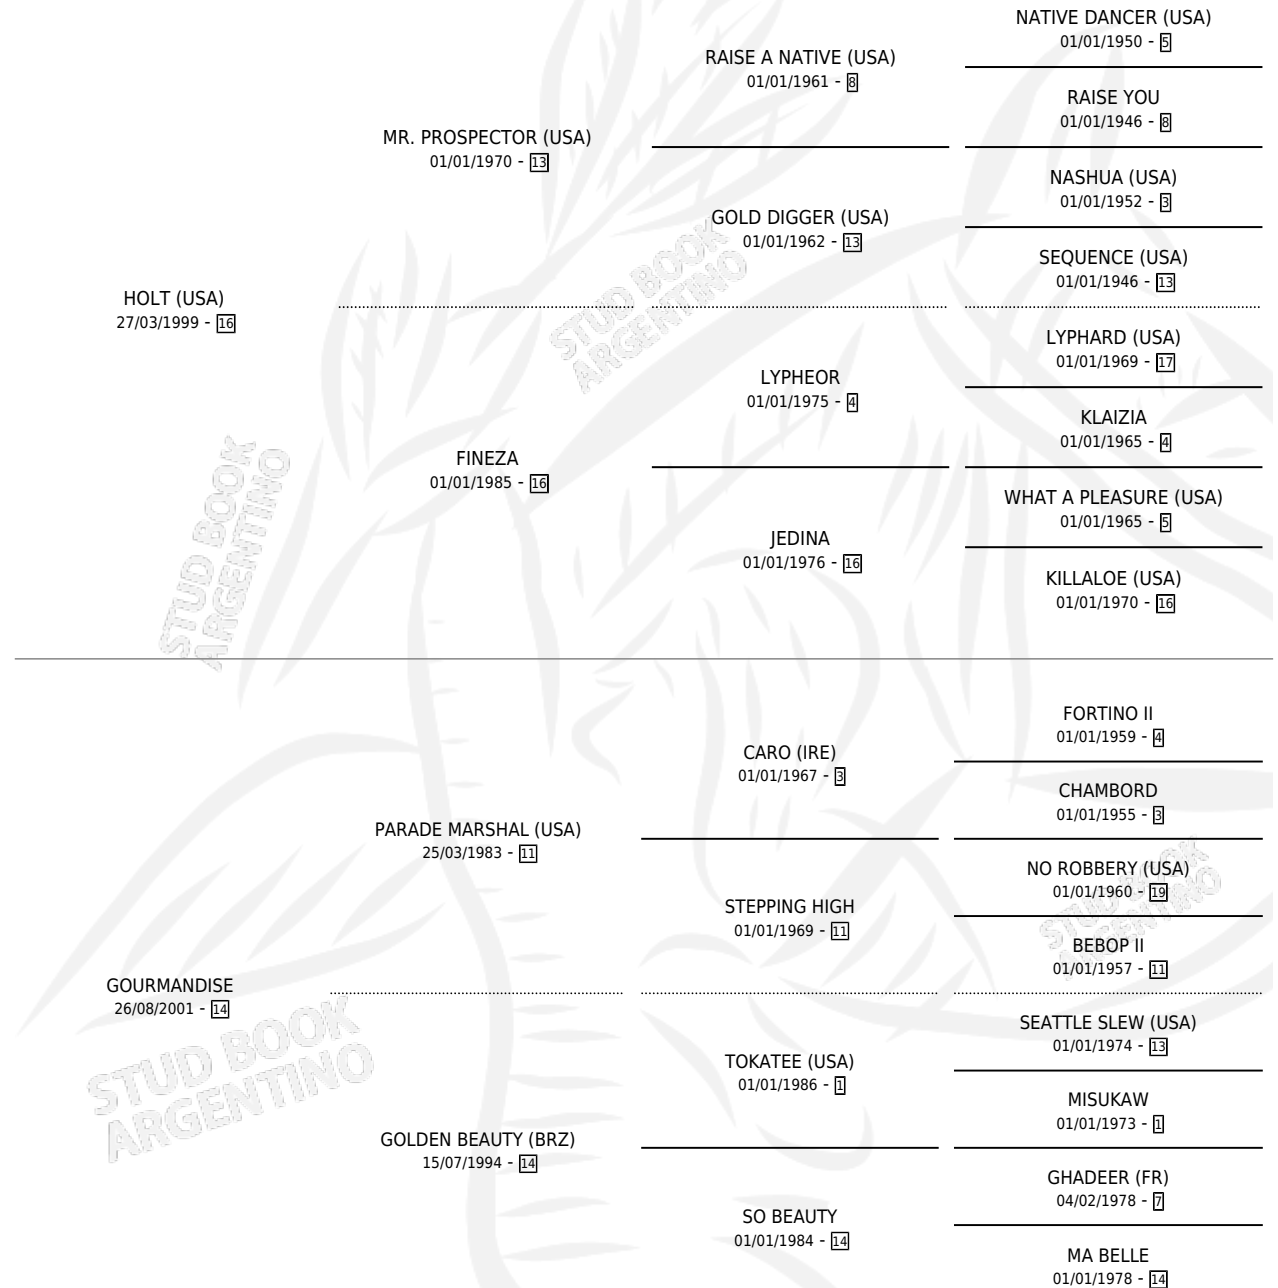 NATIVE DANCER (USA)
01/01/1950 - 5
RAISE A NATIVE (USA)
01/01/1961 - 8
RAISE YOU
01/01/1946 - 8
MR. PROSPECTOR (USA)
01/01/1970 - 13
NASHUA (USA)
01/01/1952 - 3
GOLD DIGGER (USA)
01/01/1962 - 13
SEQUENCE (USA)
01/01/1946 - 13
HOLT (USA)
27/03/1999 - 16
STUD BOOK
ARGENTINO
LYPHARD (USA)
01/01/1969 - 17
LYPHEOR
01/01/1975 - 4
KLAIZIA
01/01/1965 - 4
FINEZA
01/01/1985 - 16
WHAT A PLEASURE (USA)
01/01/1965 - 5
JEDINA
01/01/1976 - 16
KILLALOE (USA)
01/01/1970 - 16
STUD BOOK
ARGENTINO
FORTINO II
01/01/1959 - 4
CARO (IRE)
01/01/1967 - 3
CHAMBORD
01/01/1955 - 3
PARADE MARSHAL (USA)
25/03/1983 - 11
NO ROBBERY (USA)
01/01/1960 - 19
STEPPING HIGH
01/01/1969 - 11
BEBOP II
01/01/1957 - 11
STUD BOOK
ARGENTINO
GOURMANDISE
26/08/2001 - 14
SEATTLE SLEW (USA)
01/01/1974 - 13
TOKATEE (USA)
01/01/1986 - 1
MISUKAW
01/01/1973 - 1
STUD BOOK
ARGENTINO
GOLDEN BEAUTY (BRZ)
15/07/1994 - 14
GHADEER (FR)
04/02/1978 - 7
SO BEAUTY
01/01/1984 - 14
MA BELLE
01/01/1978 - 14